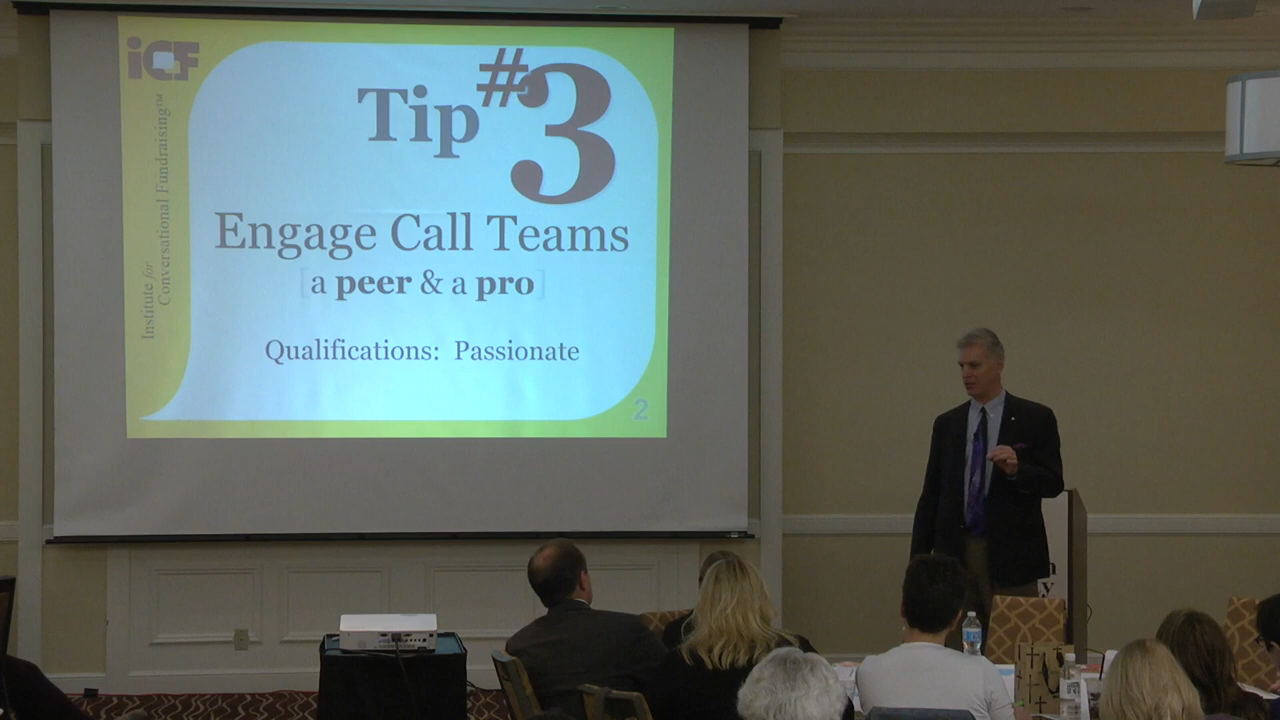 iCF
Institute for
Conversational Fundraising™
Tip #3
Engage Call Teams
[a peer & a pro]
Qualifications: Passionate
2
n
y